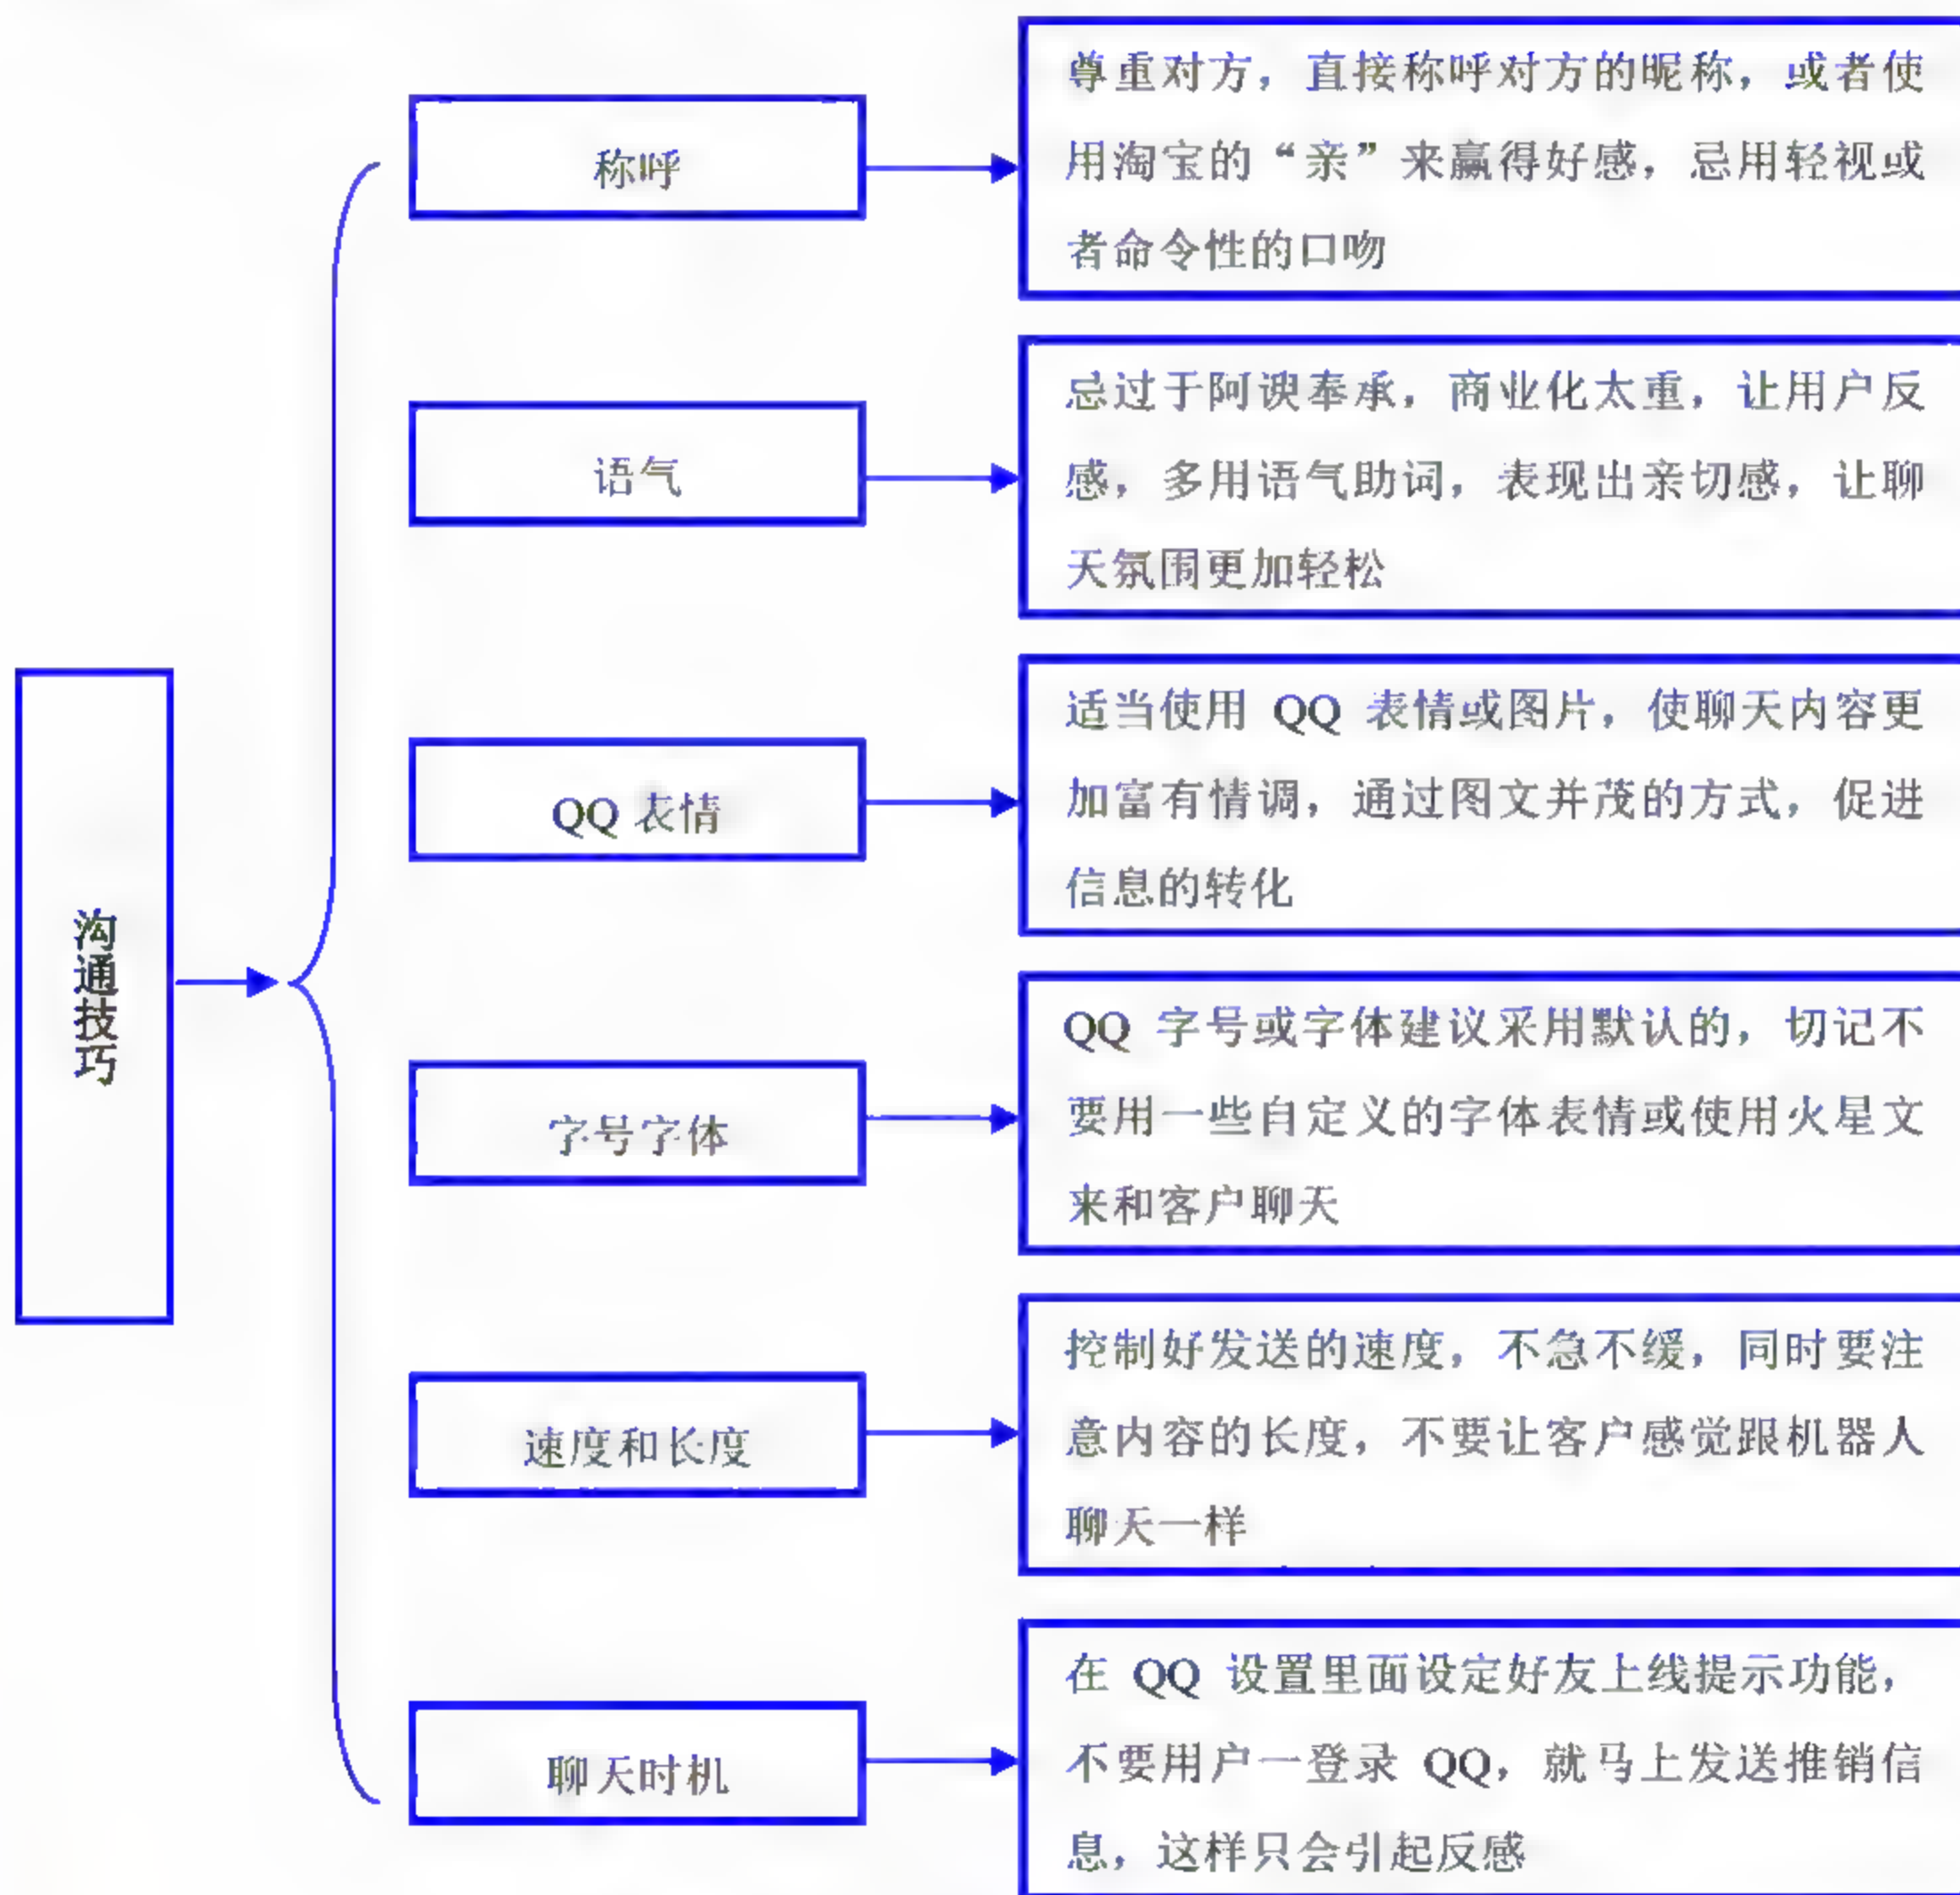 沟通技巧
称呼
尊重对方，直接称呼对方的昵称，或者使
用淘宝的“亲”来赢得好感，忌用轻视或
者命令性的口吻
语气
忌过于阿谀奉承，商业化太重，让用户反
感，多用语气助词，表现出亲切感，让聊
天氛围更加轻松
QQ 表情
适当使用 QQ 表情或图片，使聊天内容更
加富有情调，通过图文并茂的方式，促进
信息的转化
字号字体
QQ 字号或字体建议采用默认的，切记不
要用一些自定义的字体表情或使用火星文
来和客户聊天
速度和长度
控制好发送的速度，不急不缓，同时要注
意内容的长度，不要让客户感觉跟机器人
聊天一样
聊天时机
在 QQ 设置里面设定好友上线提示功能，
不要用户一登录 QQ，就马上发送推销信
息，这样只会引起反感